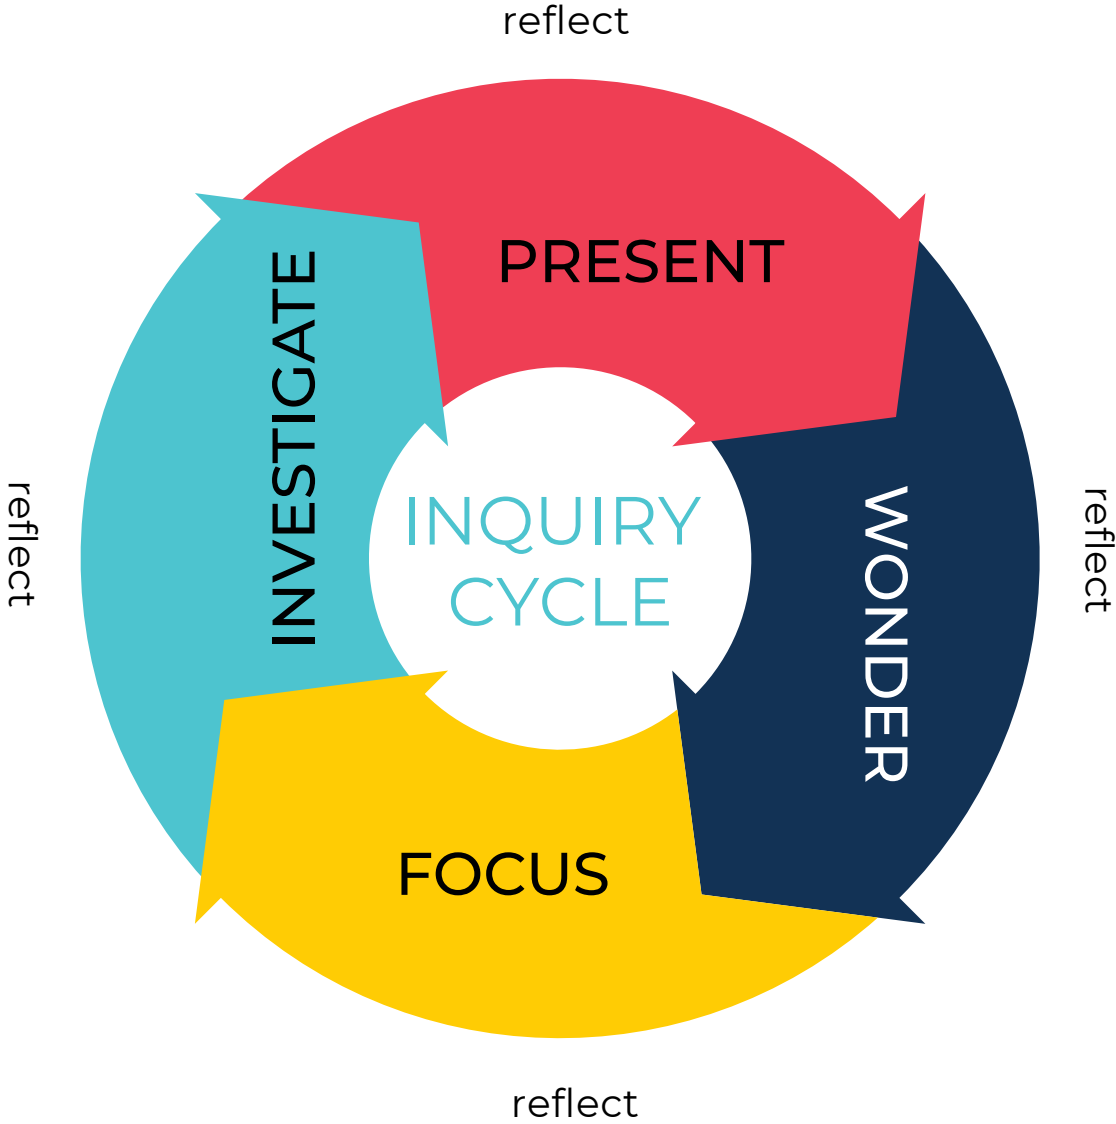 reflect
PRESENT
INVESTIGATE
INQUIRY
CYCLE
WONDER
reflect
reflect
FOCUS
reflect